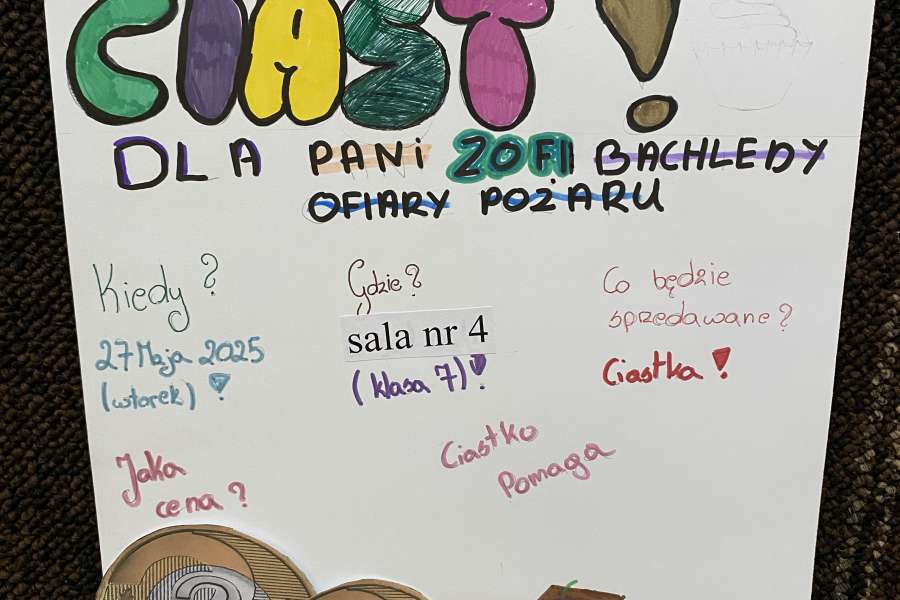 CIAST!
DLA PANI ZOFII BACHLEDY
OFIARY POŻARU
Kiedy?
27 Maja 2025
(wtorek)!
Gdzie?
sala nr 4
(klasa 7)!
Co będzie
sprzedawane?
Ciastka!
Jaka
cena?
Ciastko
Pomaga
2